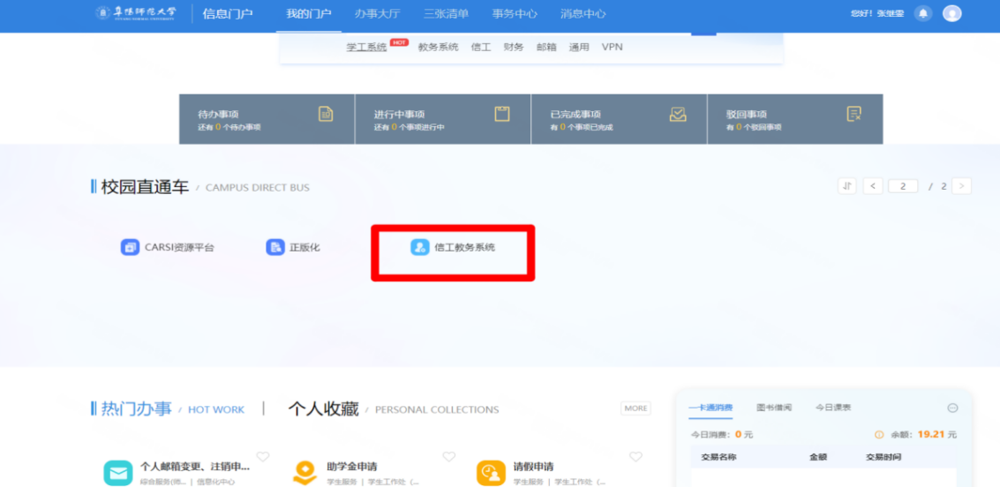 阜阳师范大学 信息门户 我的门户 办事大厅 三张清单 事务中心 消息中心 您好！张继雯
学工系统 HOT 教务系统 信工 财务 邮箱 通用 VPN
待办事项 进行中事项 已完成事项 驳回事项
还有 0 个待办事项 还有 0 个事项进行中 有 0 个事项已完成 有 0 个驳回事项
校园直通车 / CAMPUS DIRECT BUS < 2 / 2 >
CARSI资源平台 正版化 信工教务系统
热门办事 / HOT WORK | 个人收藏 / PERSONAL COLLECTIONS MORE
一卡通消费 图书借阅 今日课表
今日消费：0 元 余额：19.21 元
交易名称 金额 交易时间
个人邮箱变更、注销申... 助学金申请 请假申请
综合服务(师... | 信息化中心 学生服务 | 学生工作处（... 学生服务 | 学生工作处（...